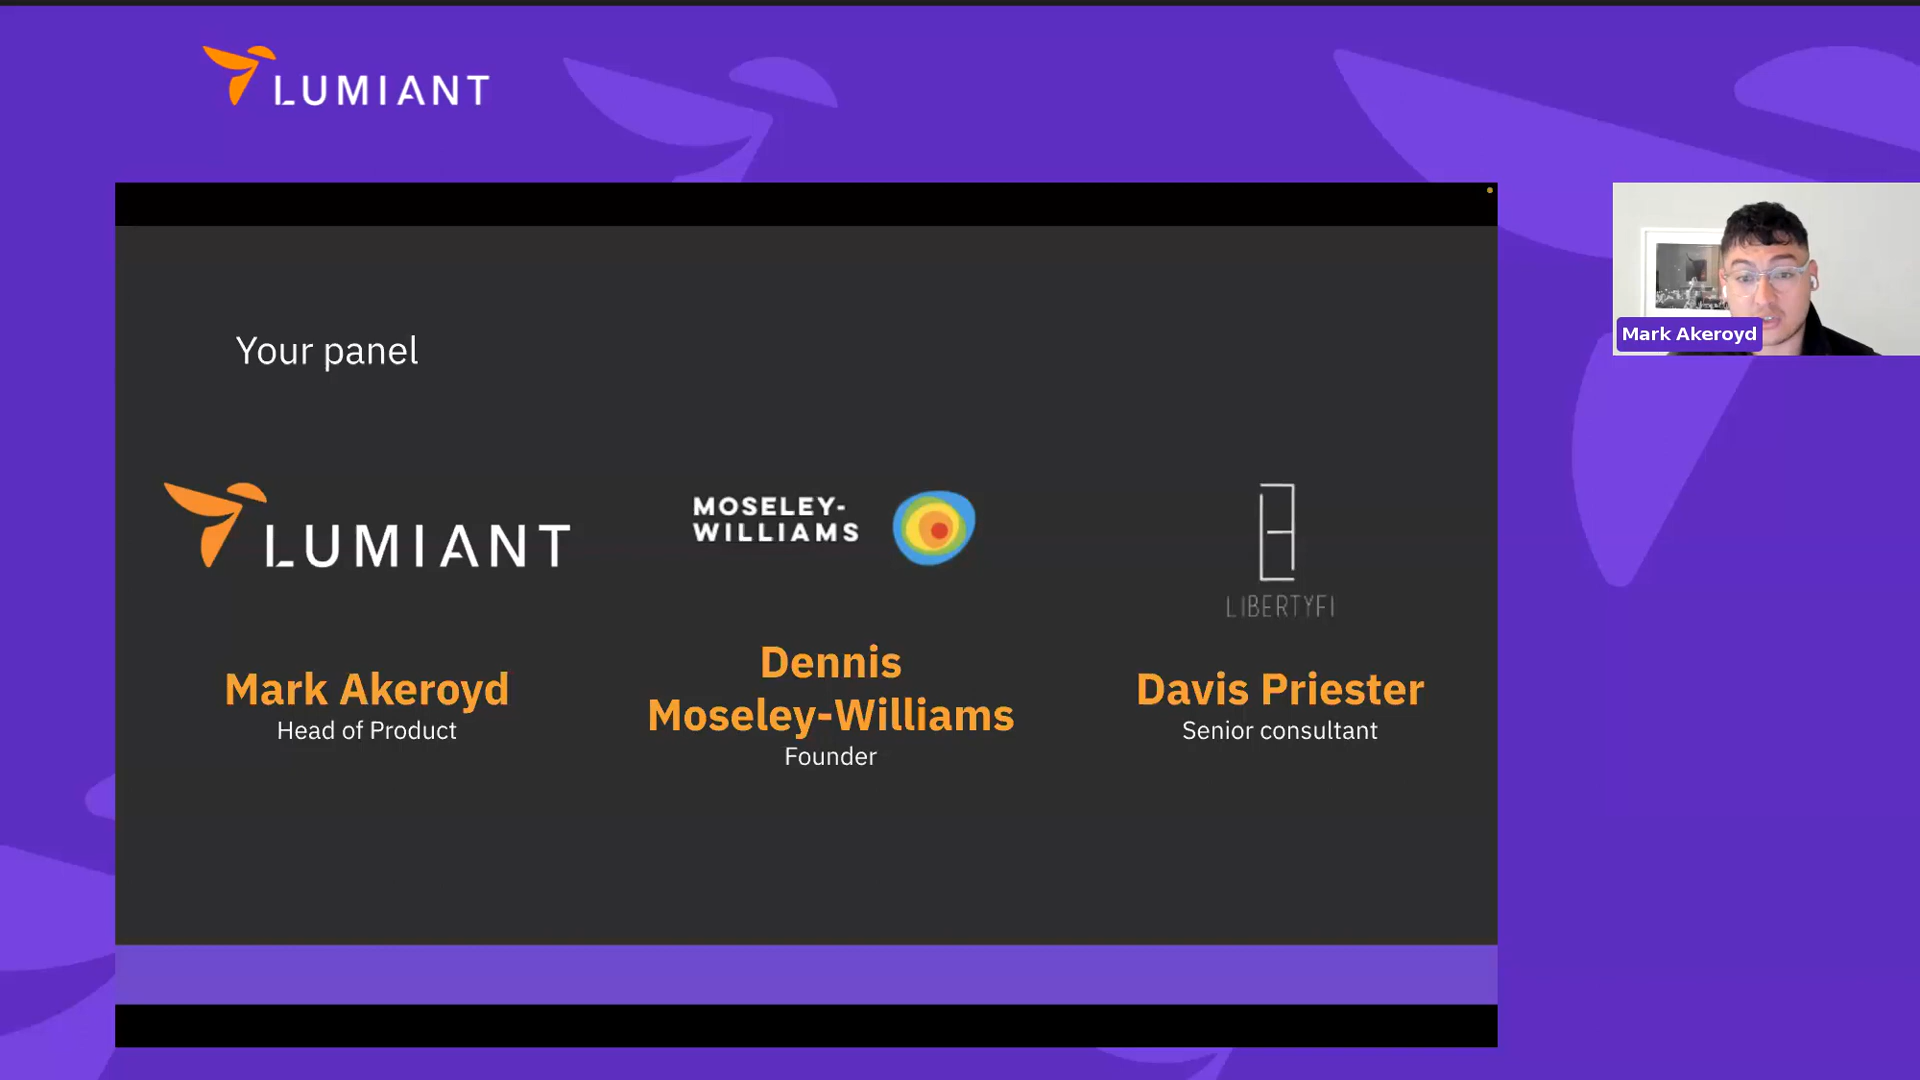 LUMIANT
Your panel
LUMIANT
MOSELEY-
WILLIAMS
LIBERTYFI
Mark Akeroyd
Head of Product
Dennis
Moseley-Williams
Founder
Davis Priester
Senior consultant
Mark Akeroyd